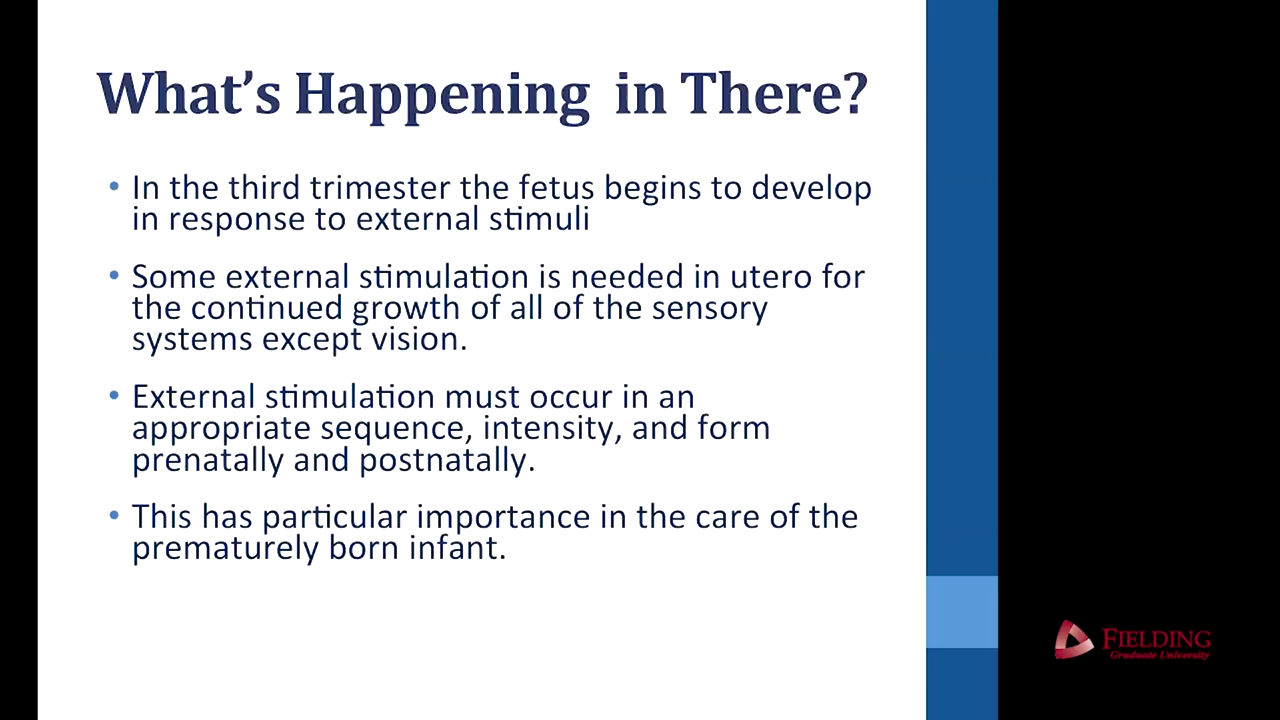 What's Happening in There?
• In the third trimester the fetus begins to develop
in response to external stimuli
• Some external stimulation is needed in utero for
the continued growth of all of the sensory
systems except vision.
• External stimulation must occur in an
appropriate sequence, intensity, and form
prenatally and postnatally.
• This has particular importance in the care of the
prematurely born infant.
FIELDING
Graduate University